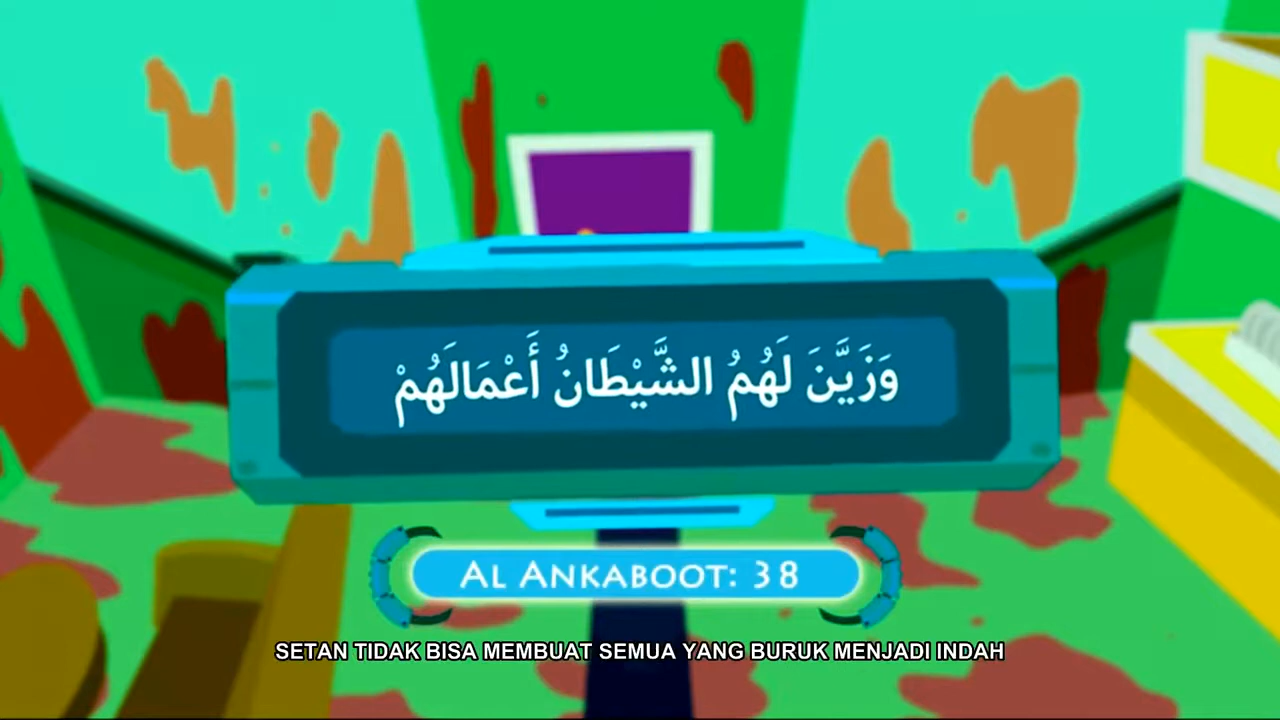 وَزَيَّنَ لَهُمُ الشَّيْطَانُ أَعْمَالَهُمْ
AL ANKABOOT: 38
SETAN TIDAK BISA MEMBUAT SEMUA YANG BURUK MENJADI INDAH